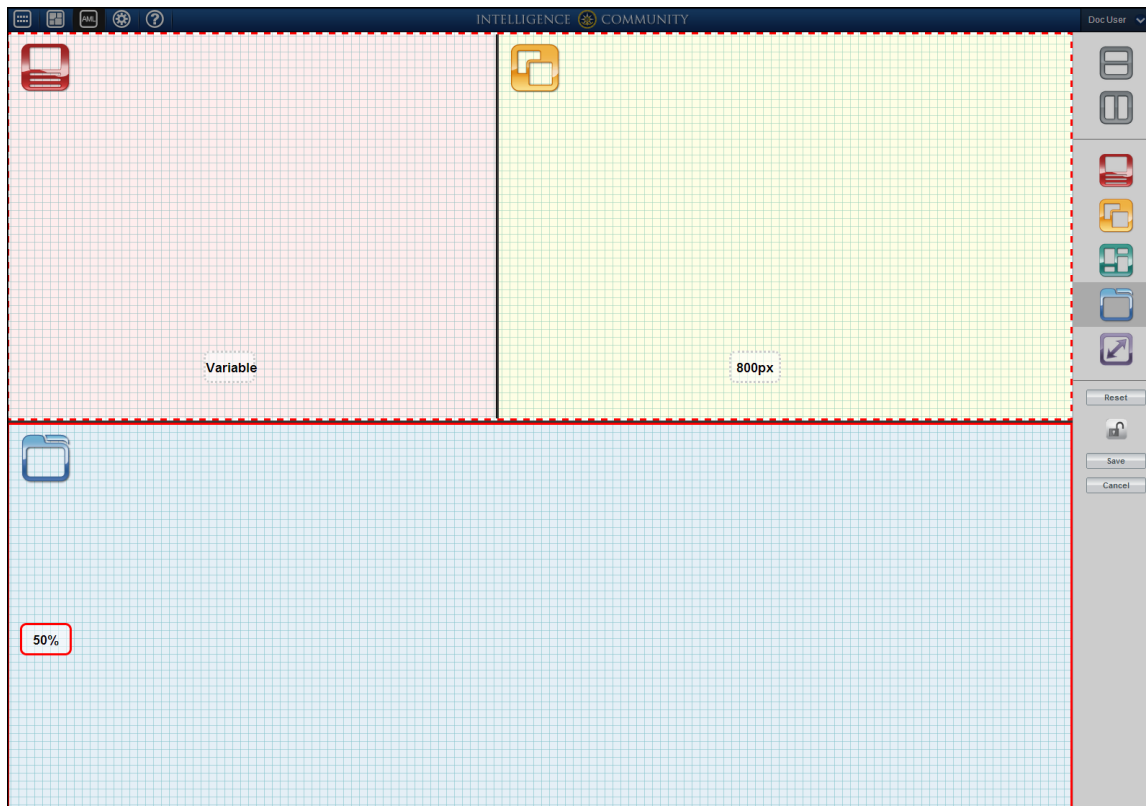 AML
INTELLIGENCE COMMUNITY
Doc User
Variable
800px
Reset
Save
Cancel
50%